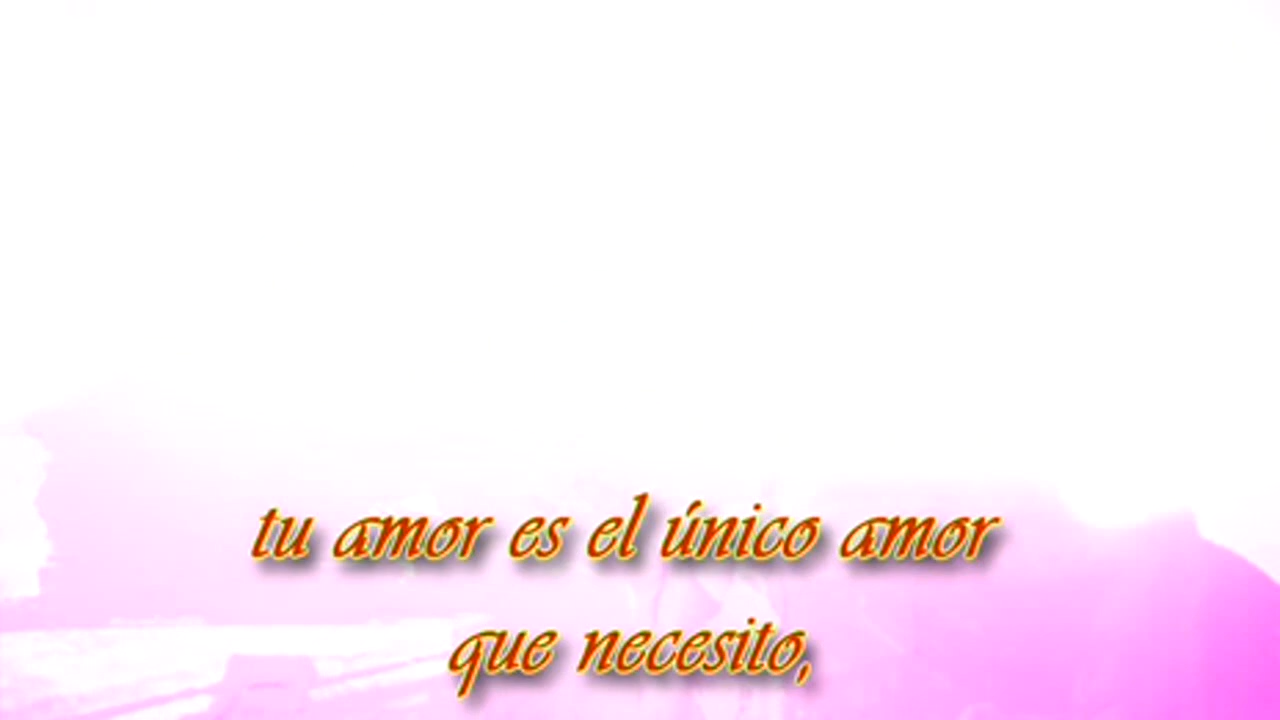 tu amor es el único amor
que necesito,